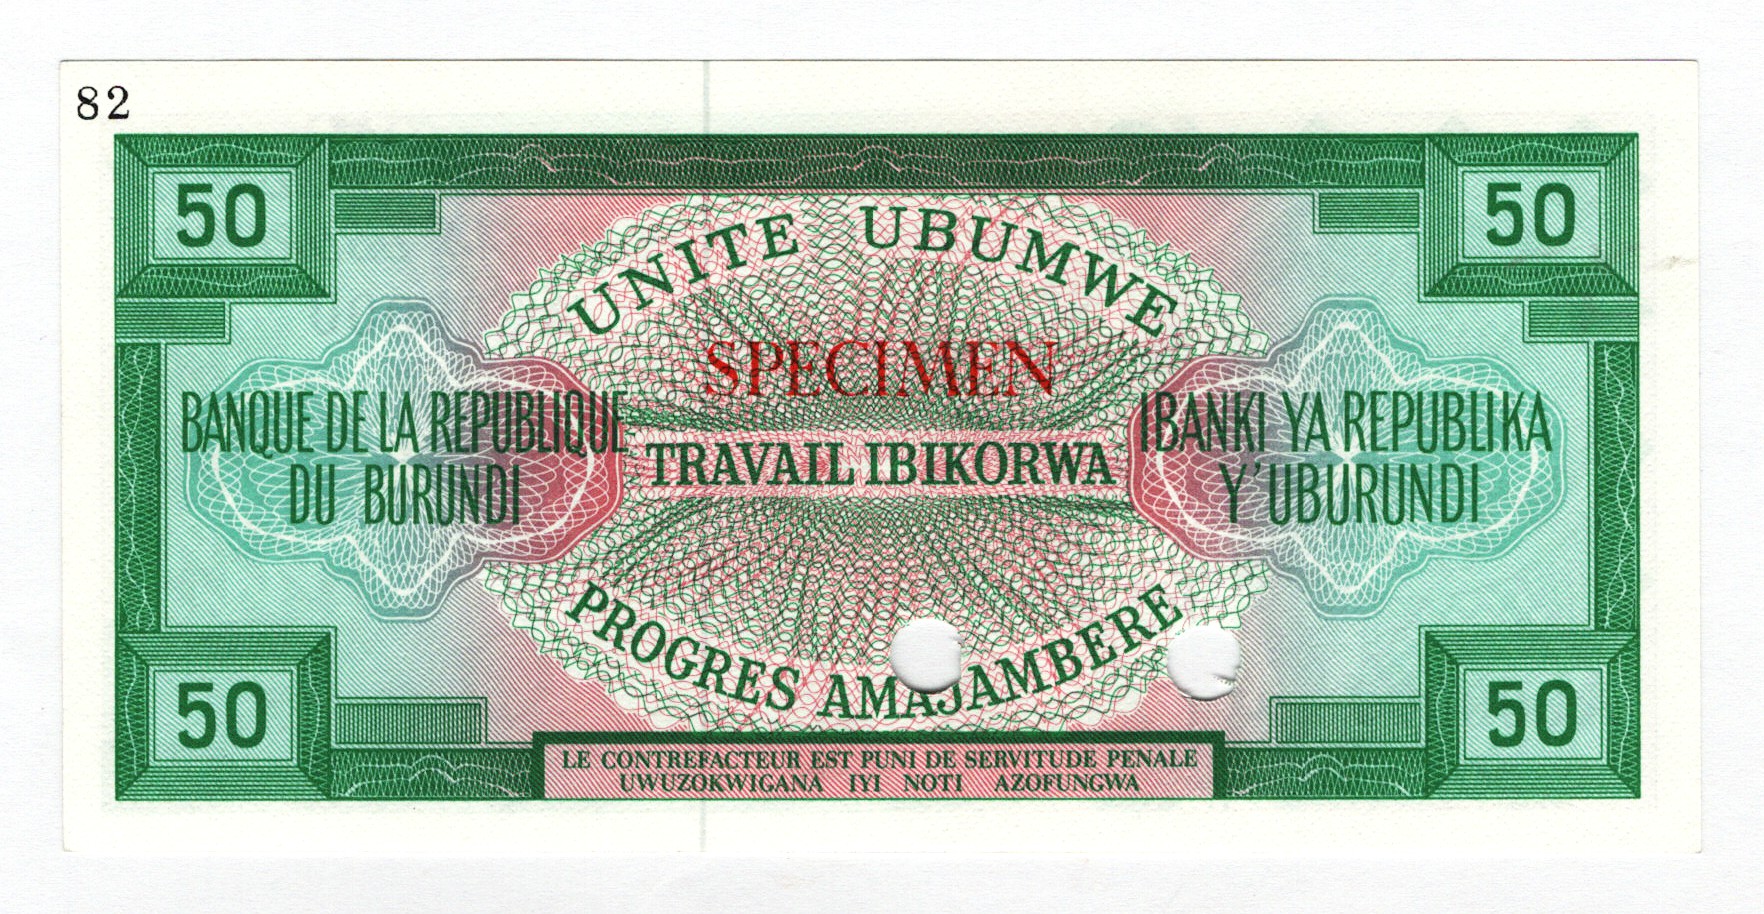 82
50
50
UNITE UBUMWE
SPECIMEN
BANQUE DE LA REPUBLIQUE
DU BURUNDI
TRAVAIL IBIKORWA
IBANKI YA REPUBLIKA
Y'UBURUNDI
PROGRES AMAJAMBERE
50
50
LE CONTREFACTEUR EST PUNI DE SERVITUDE PENALE
UWUZOKWIGANA IYI NOTI AZOFUNGWA